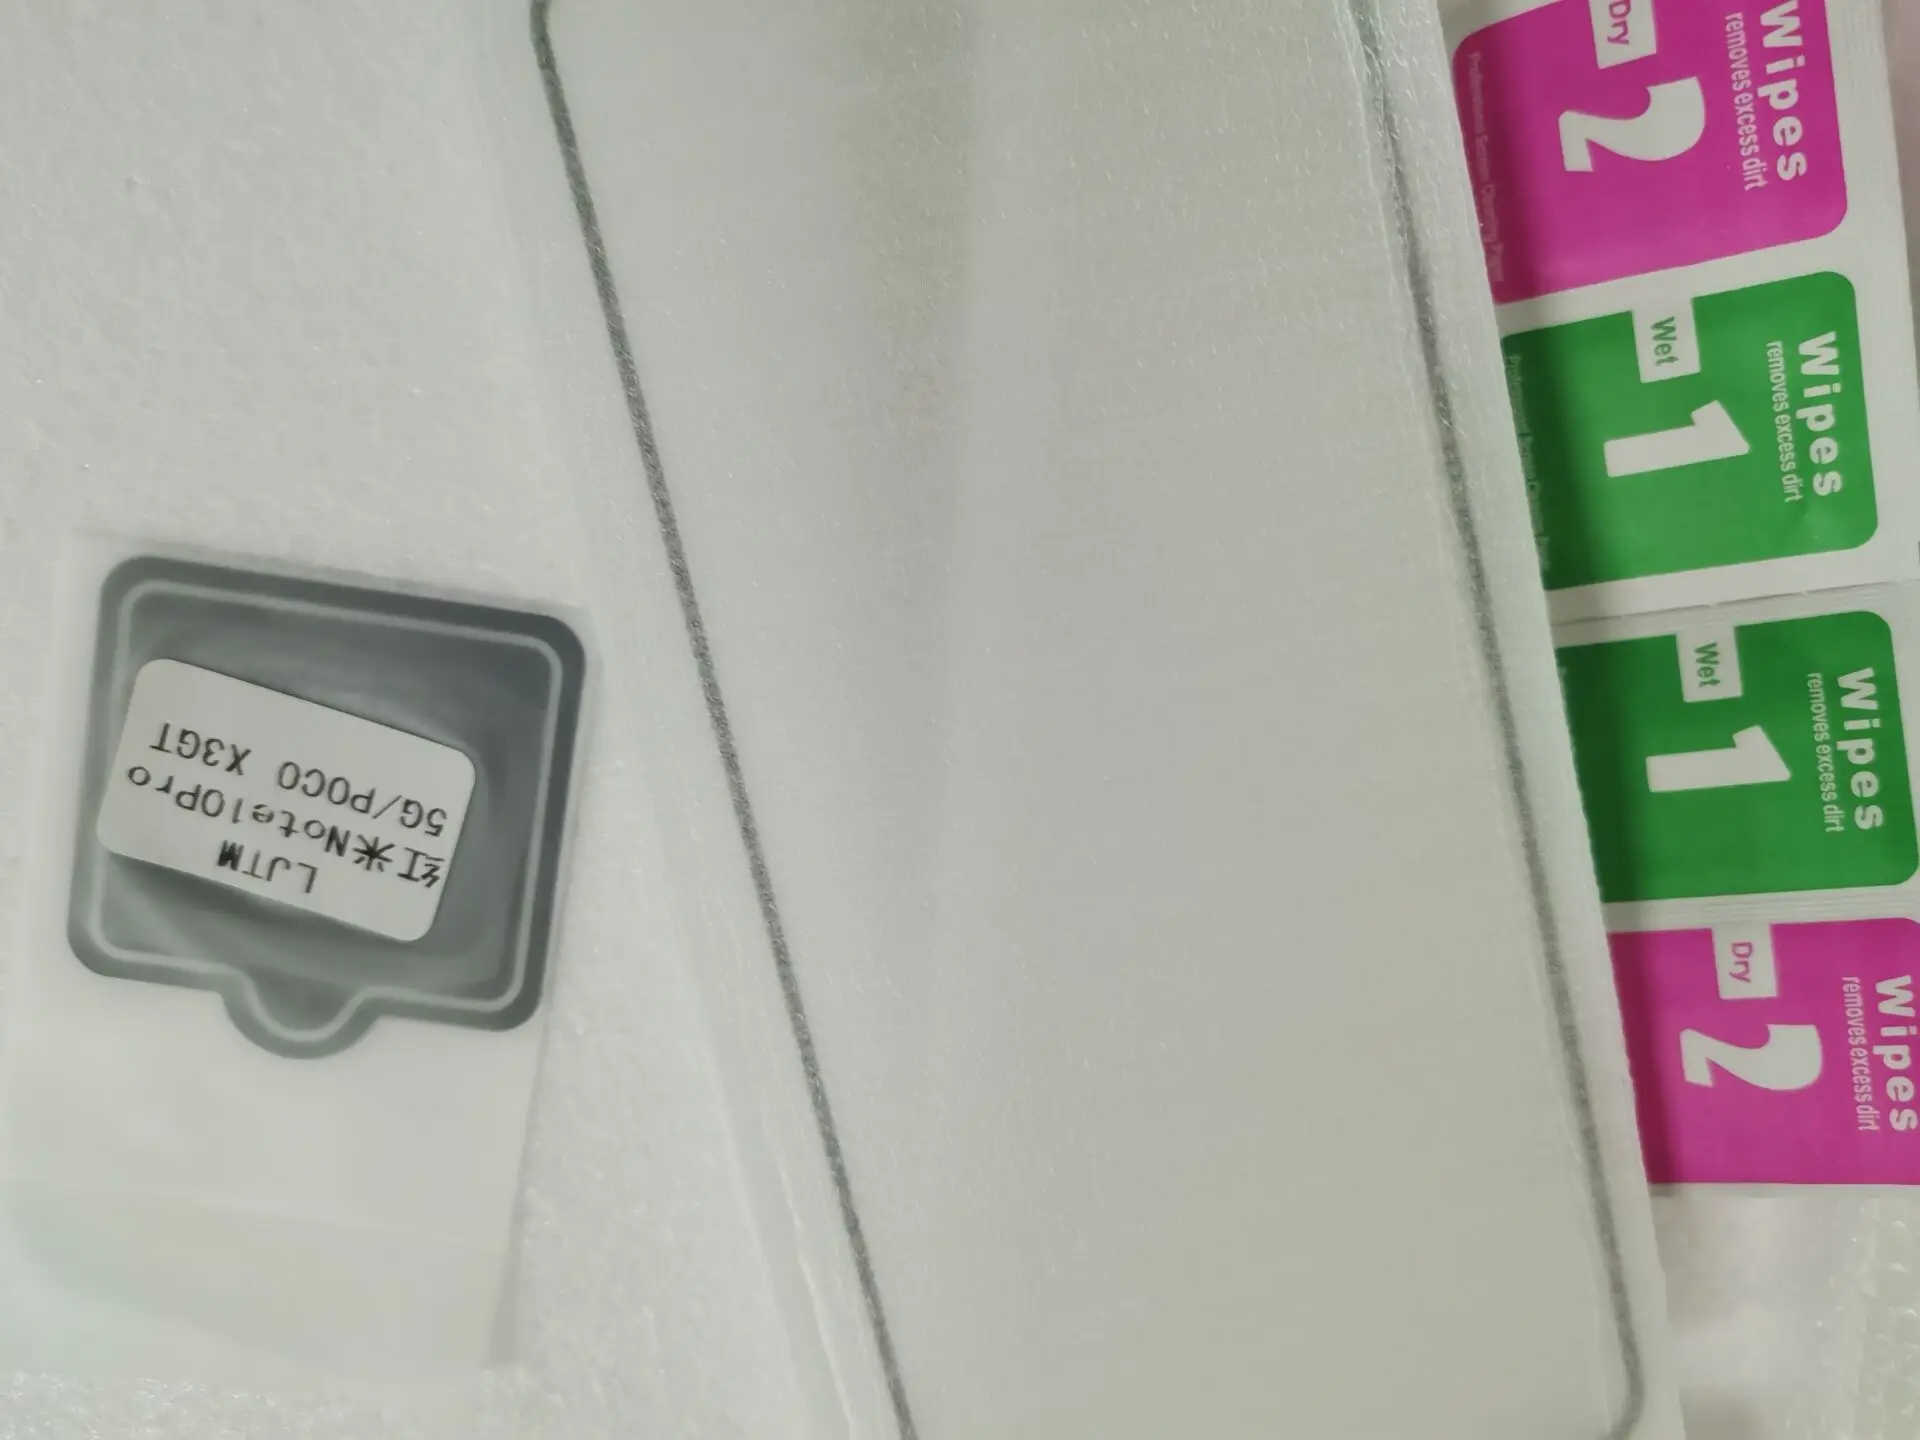 LJTM
红米Note10Pro
5G/POCO X3GT
Wipes
removes excess dirt
Dry
2
Wipes
removes excess dirt
Wet
1
Wipes
removes excess dirt
Wet
1
Wipes
removes excess dirt
Dry
2